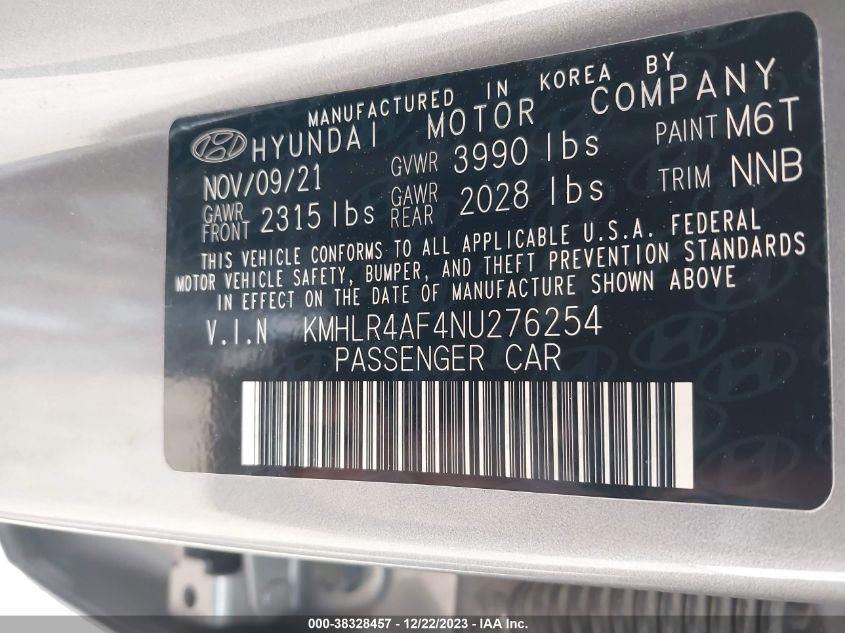 MANUFACTURED IN KOREA BY
HYUNDAI MOTOR COMPANY
NOV/09/21 GVWR 3990 lbs PAINT M6T
GAWR FRONT 2315 lbs GAWR REAR 2028 lbs TRIM NNB
THIS VEHICLE CONFORMS TO ALL APPLICABLE U.S.A. FEDERAL
MOTOR VEHICLE SAFETY, BUMPER, AND THEFT PREVENTION STANDARDS
IN EFFECT ON THE DATE OF MANUFACTURE SHOWN ABOVE
V.I.N KMHLR4AF4NU276254
PASSENGER CAR
000-38328457 - 12/22/2023 - IAA Inc.